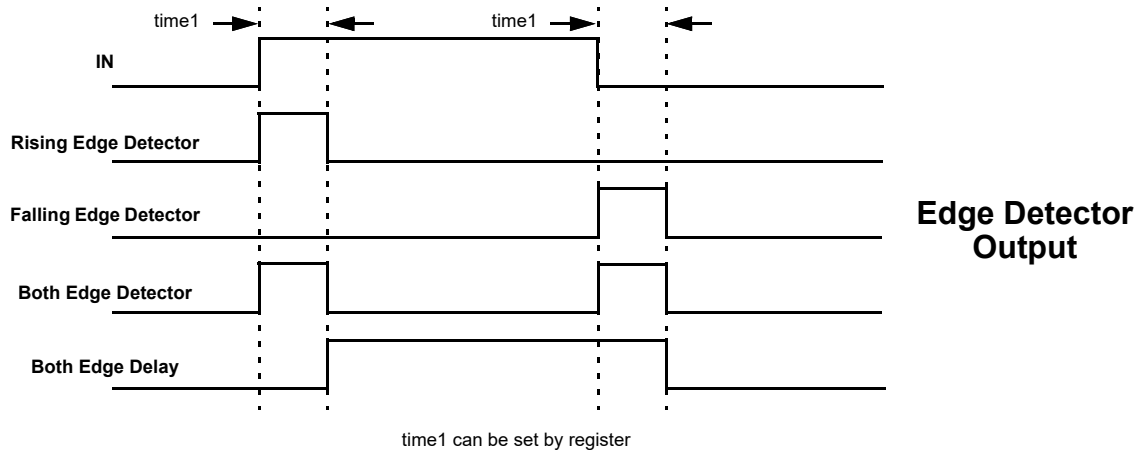 time1
time1
IN
Rising Edge Detector
Falling Edge Detector
Edge Detector
Output
Both Edge Detector
Both Edge Delay
time1 can be set by register